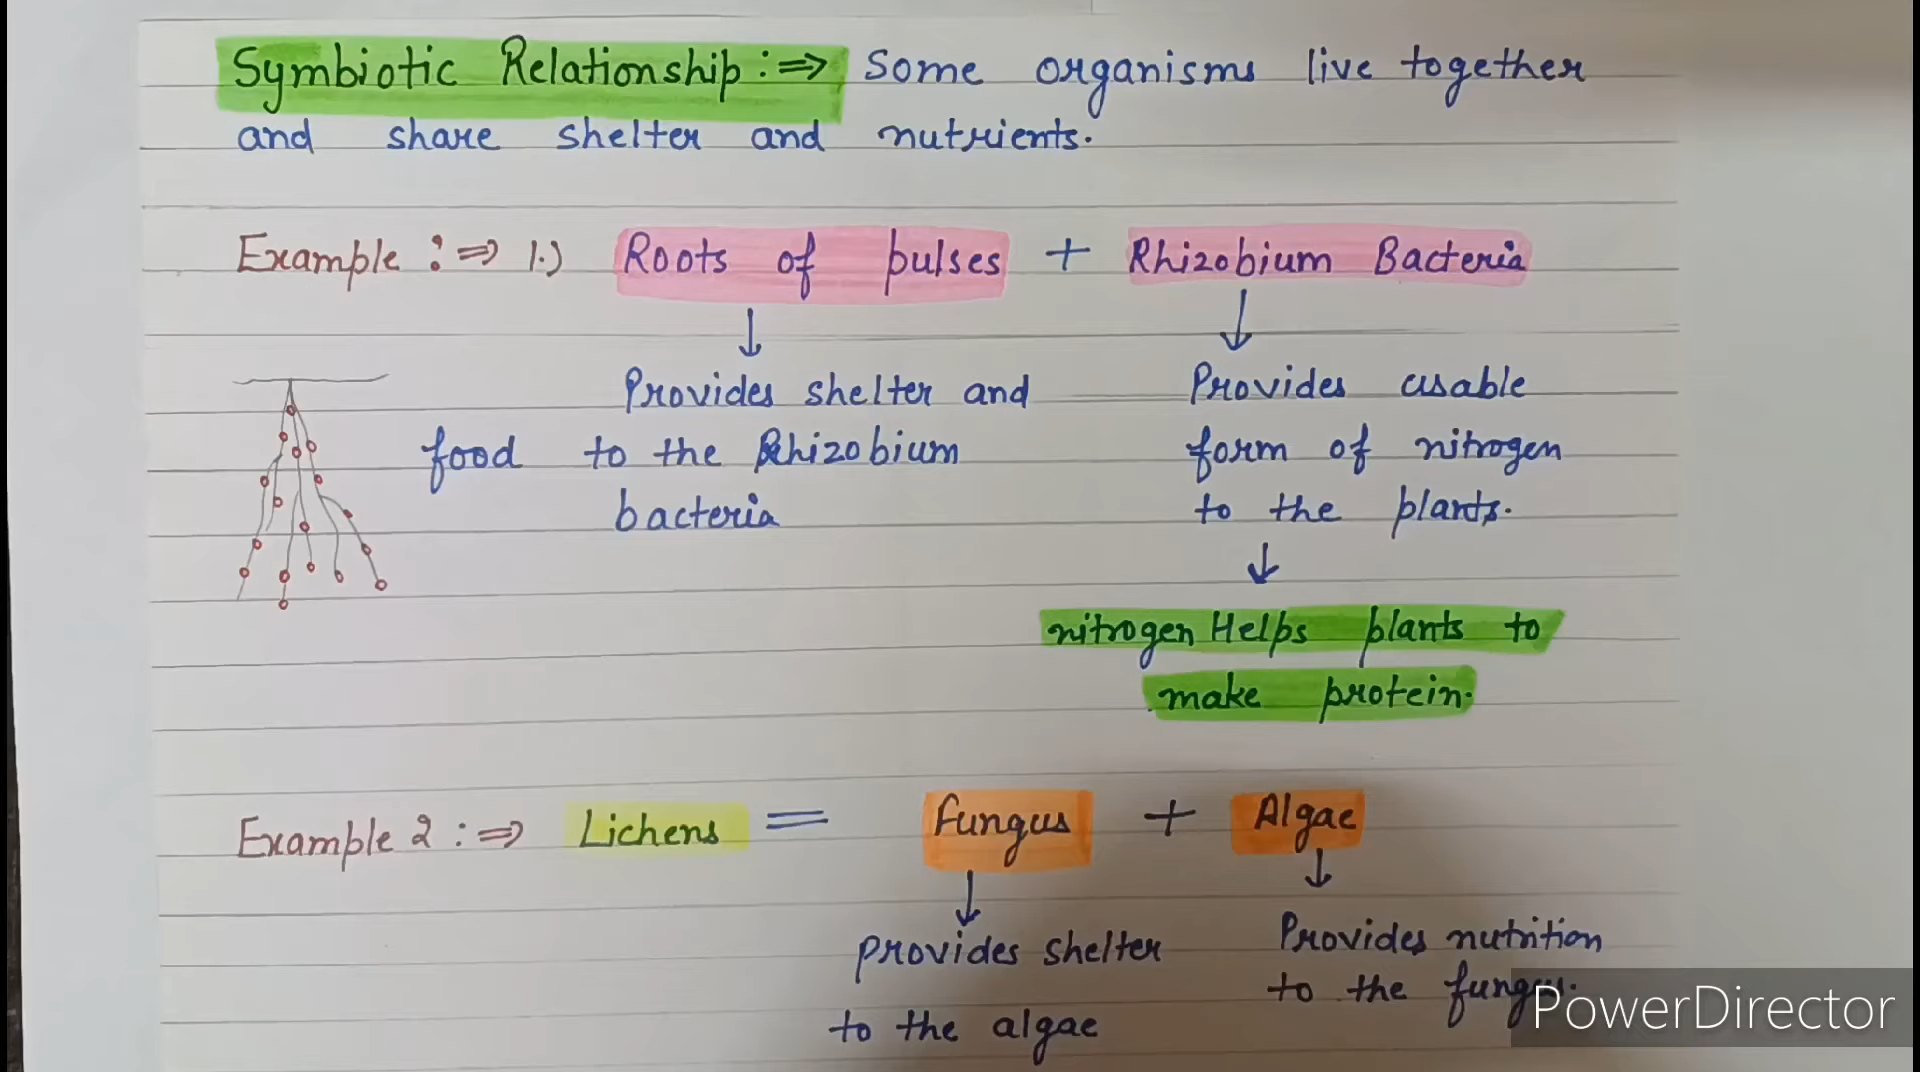 Symbiotic Relationship :⇒ Some organisms live together
and share shelter and nutrients.
Example :⇒ 1.) Roots of pulses + Rhizobium Bacteria
↓ ↓
Provides shelter and
food to the Rhizobium
bacteria
Provides usable
form of nitrogen
to the plants.
↓
nitrogen Helps plants to
make protein.
Example 2 :⇒ Lichens = Fungus + Algae
↓ ↓
provides shelter
to the algae
Provides nutrition
to the fungus.
PowerDirector